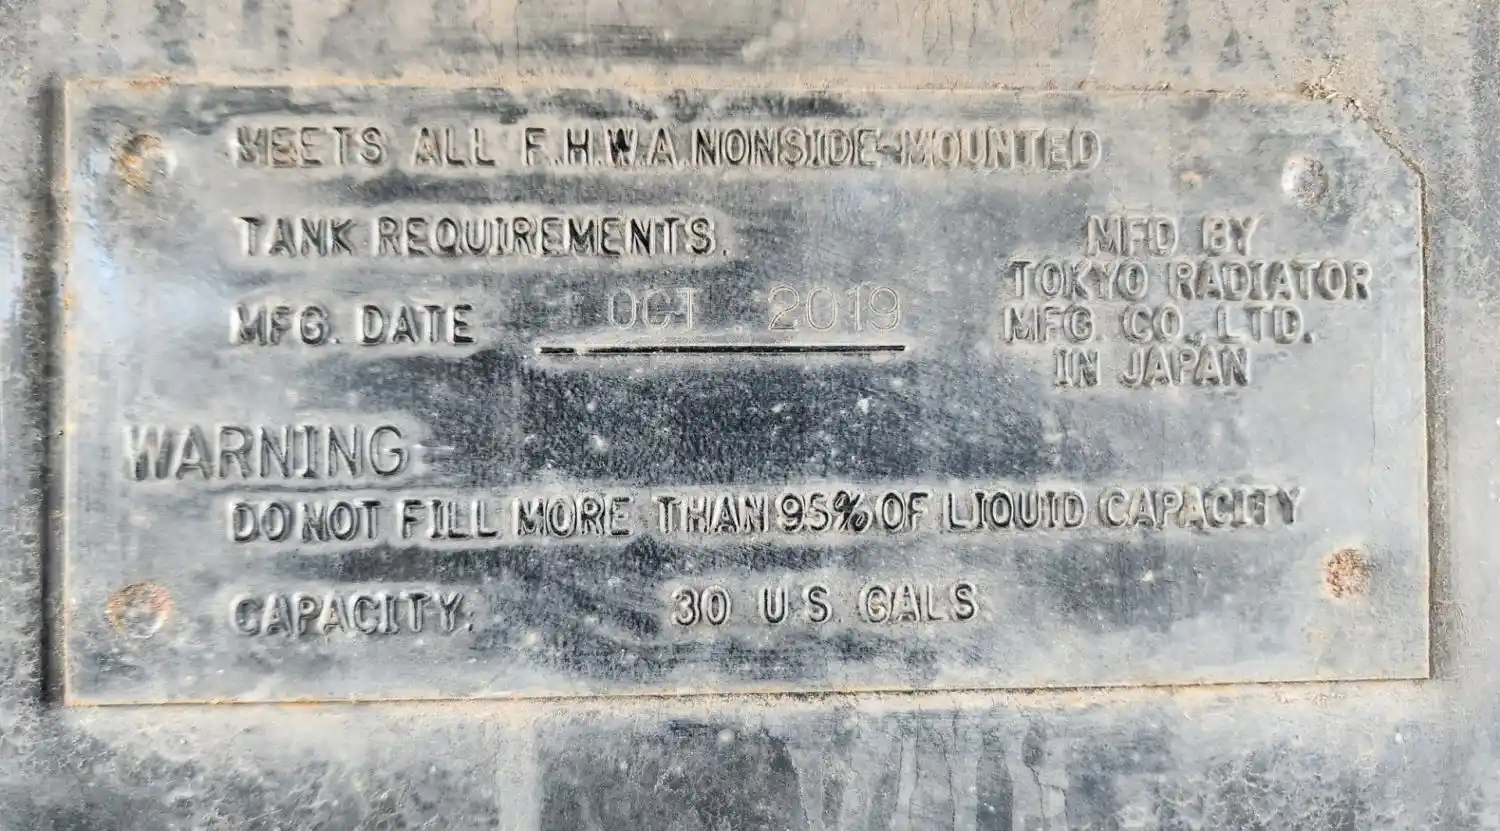 MEETS ALL F.H.W.A. NONSIDE-MOUNTED
TANK REQUIREMENTS.
MFG. DATE OCT. 2019
MFD BY
TOKYO RADIATOR
MFG. CO., LTD.
IN JAPAN
WARNING
DO NOT FILL MORE THAN 95% OF LIQUID CAPACITY
CAPACITY: 30 U.S. GALS